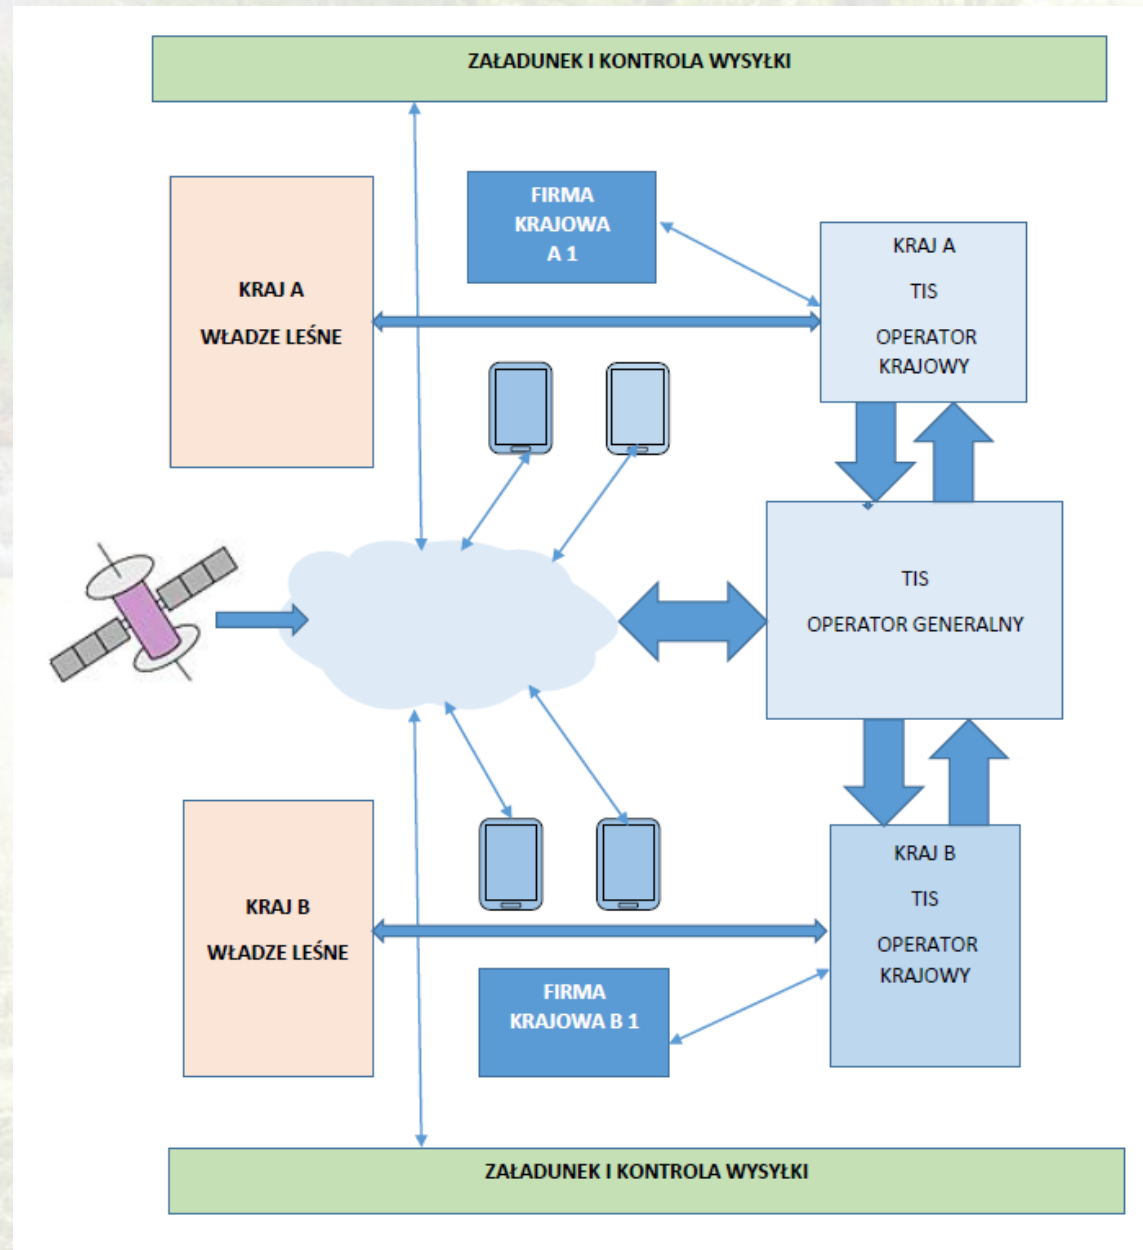 ZAŁADUNEK I KONTROLA WYSYŁKI
FIRMA
KRAJOWA
A 1
KRAJ A
WŁADZE LEŚNE
KRAJ A
TIS
OPERATOR
KRAJOWY
TIS
OPERATOR GENERALNY
KRAJ B
WŁADZE LEŚNE
KRAJ B
TIS
OPERATOR
KRAJOWY
FIRMA
KRAJOWA B 1
ZAŁADUNEK I KONTROLA WYSYŁKI